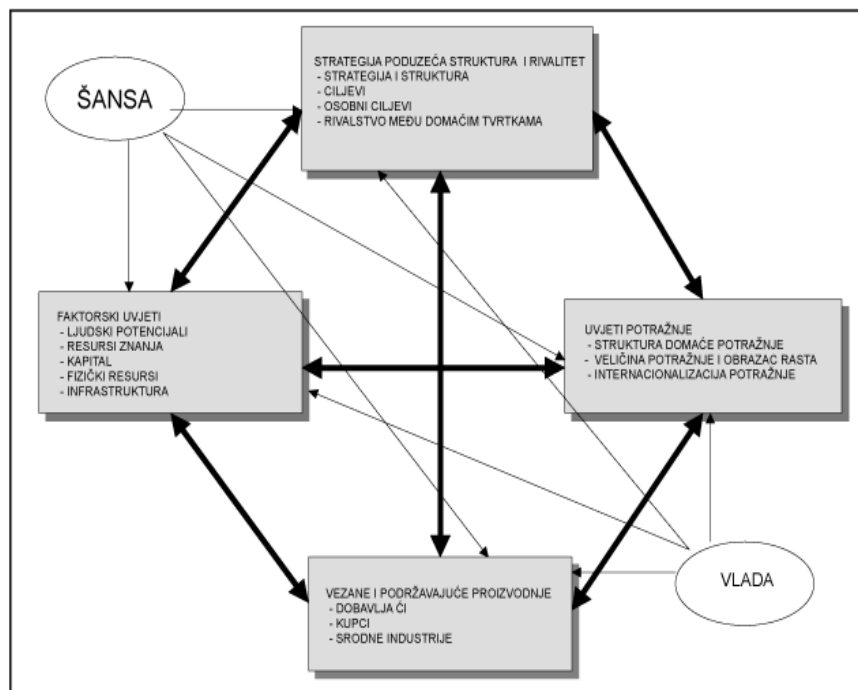 STRATEGIJA PODUZEĆA STRUKTURA I RIVALITET
- STRATEGIJA I STRUKTURA
- CILJEVI
- OSOBNI CILJEVI
- RIVALSTVO MEĐU DOMAĆIM TVRTKAMA
ŠANSA
FAKTORSKI UVJETI
- LJUDSKI POTENCIJALI
- RESURSI ZNANJA
- KAPITAL
- FIZIČKI RESURSI
- INFRASTRUKTURA
UVJETI POTRAŽNJE
- STRUKTURA DOMAĆE POTRAŽNJE
- VELIČINA POTRAŽNJE I OBRAZAC RASTA
- INTERNACIONALIZACIJA POTRAŽNJE
VEZANE I PODRŽAVAJUĆE PROIZVODNJE
- DOBAVLJA ĆI
- KUPCI
- SRODNE INDUSTRIJE
VLADA